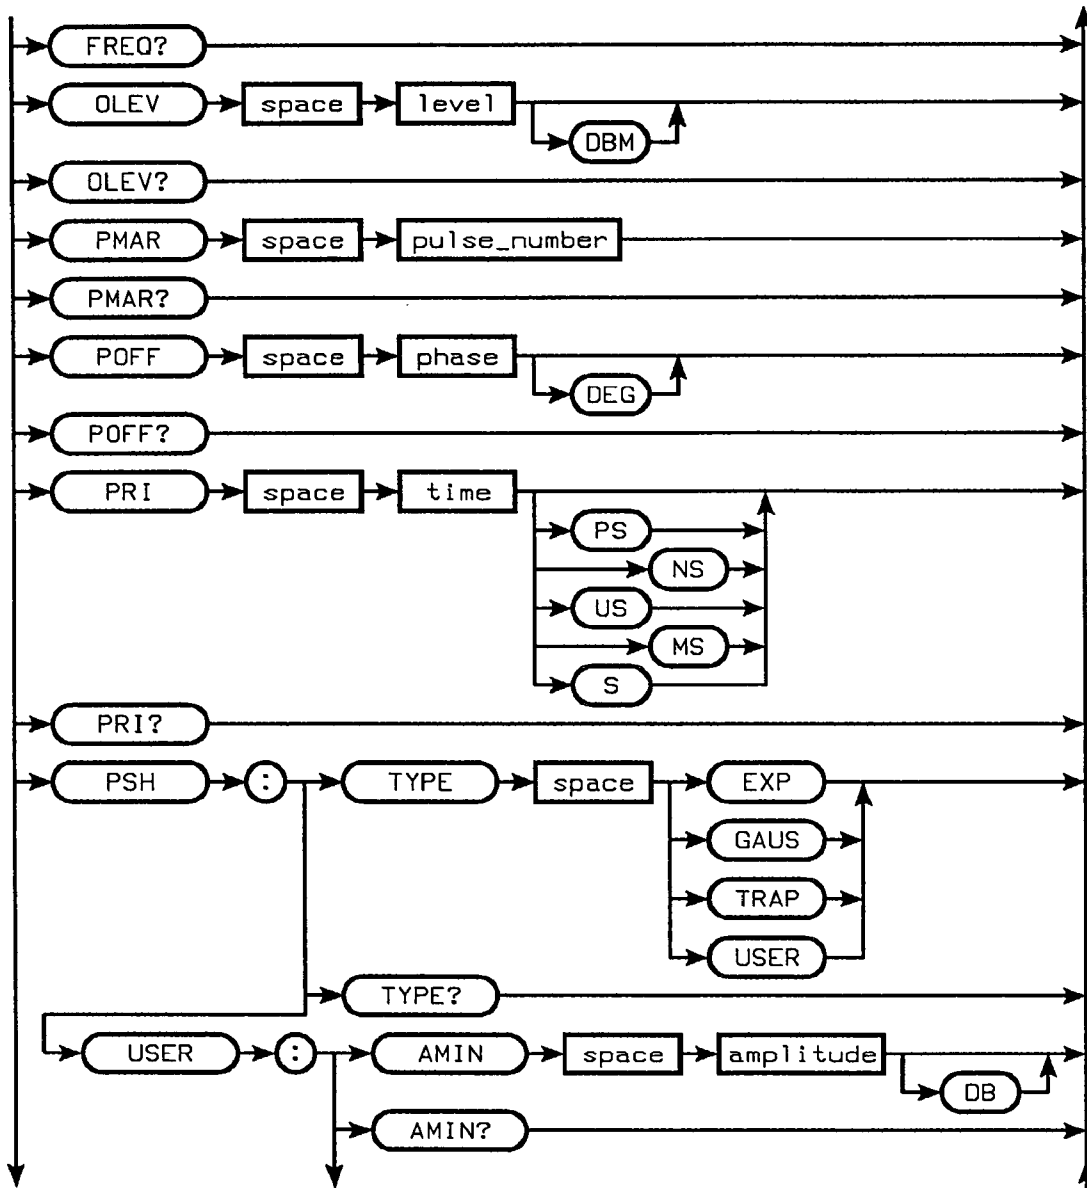 FREQ?
OLEV space level
DBM
OLEV?
PMAR space pulse_number
PMAR?
POFF space phase
DEG
POFF?
PRI space time
PS
NS
US
MS
S
PRI?
PSH : TYPE space EXP
GAUS
TRAP
USER
TYPE?
USER : AMIN space amplitude
DB
AMIN?